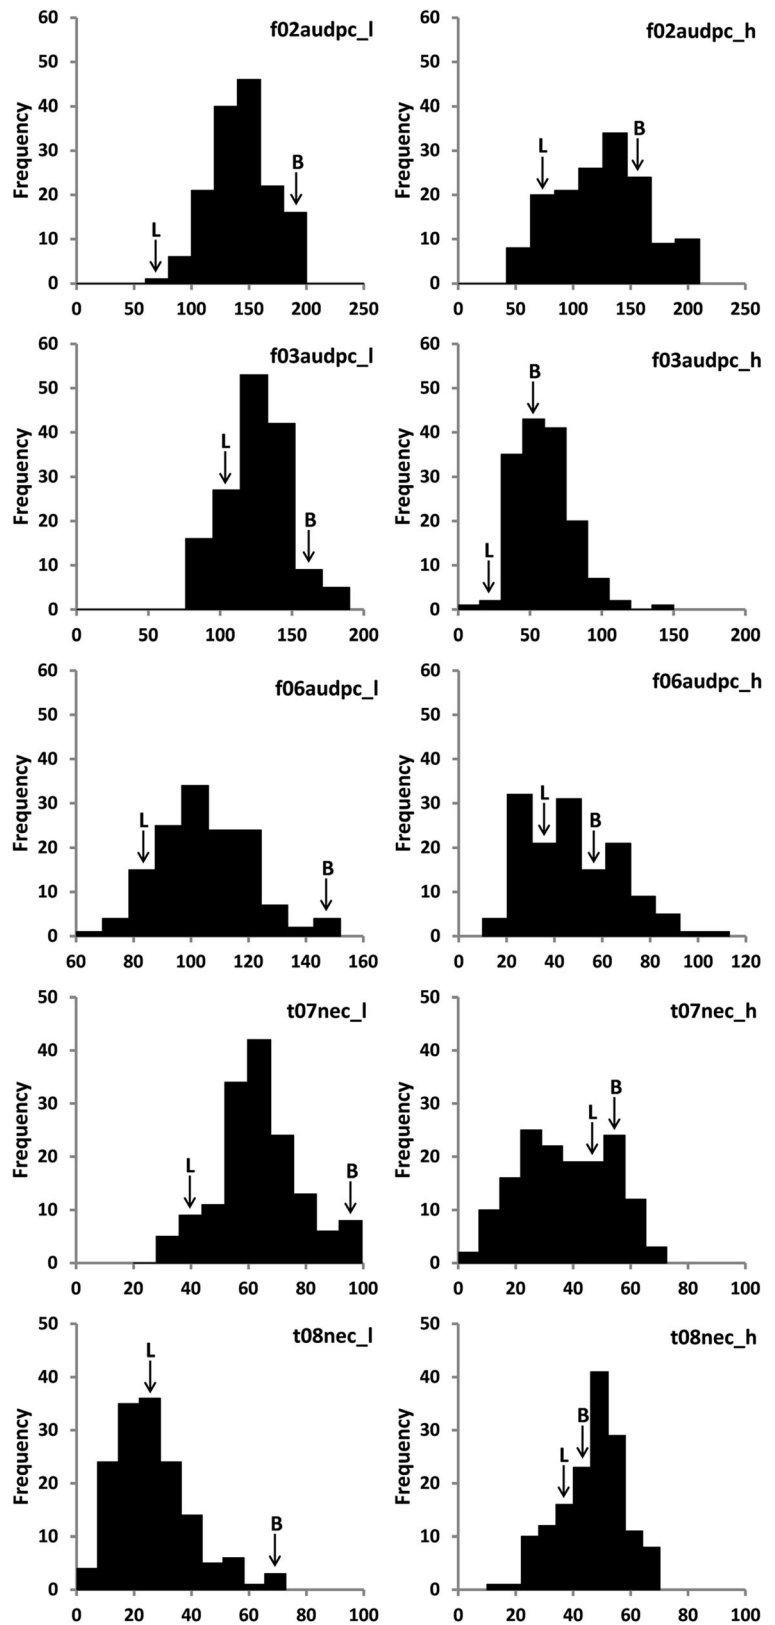 f02audpc_l
Frequency
60
50
40
30
20
10
0
L
B
0 50 100 150 200 250
f02audpc_h
Frequency
60
50
40
30
20
10
0
L
B
0 50 100 150 200 250
f03audpc_l
Frequency
60
50
40
30
20
10
0
L
B
0 50 100 150 200
f03audpc_h
Frequency
60
50
40
30
20
10
0
B
L
0 50 100 150 200
f06audpc_l
Frequency
60
50
40
30
20
10
0
L
B
60 80 100 120 140 160
f06audpc_h
Frequency
60
50
40
30
20
10
0
L
B
0 20 40 60 80 100 120
t07nec_l
Frequency
50
40
30
20
10
0
L
B
0 20 40 60 80 100
t07nec_h
Frequency
50
40
30
20
10
0
B
L
0 20 40 60 80 100
t08nec_l
Frequency
50
40
30
20
10
0
L
B
0 20 40 60 80 100
t08nec_h
Frequency
50
40
30
20
10
0
B
L
0 20 40 60 80 100